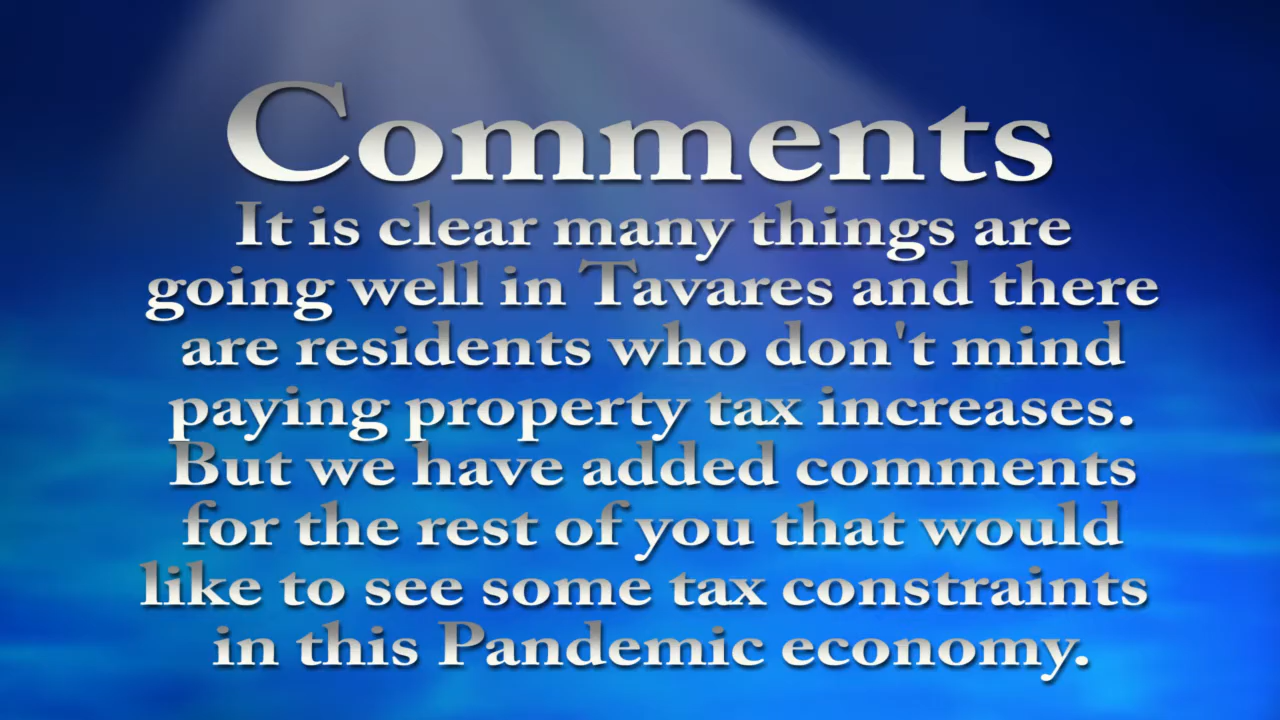 Comments
It is clear many things are
going well in Tavares and there
are residents who don't mind
paying property tax increases.
But we have added comments
for the rest of you that would
like to see some tax constraints
in this Pandemic economy.